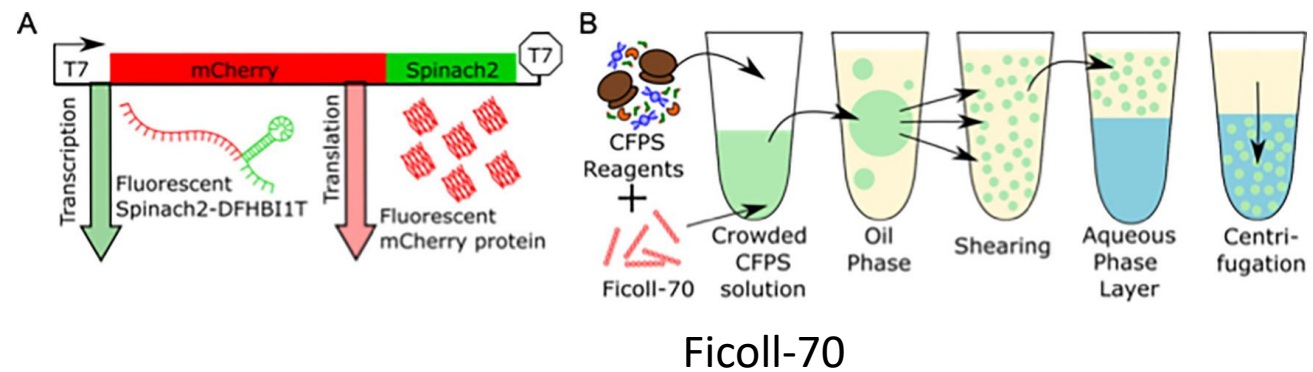 A
T7
mCherry
Spinach2
T7
Transcription
Fluorescent
Spinach2-DFHBI1T
Translation
Fluorescent
mCherry protein
B
CFPS
Reagents
+
Ficoll-70
Crowded
CFPS
solution
Oil
Phase
Shearing
Aqueous
Phase
Layer
Centri-
fugation
Ficoll-70